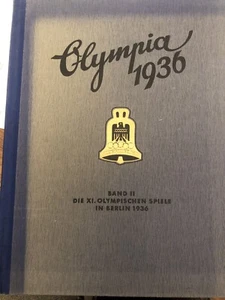 Olympia
1936
BAND II
DIE XI. OLYMPISCHEN SPIELE
IN BERLIN 1936